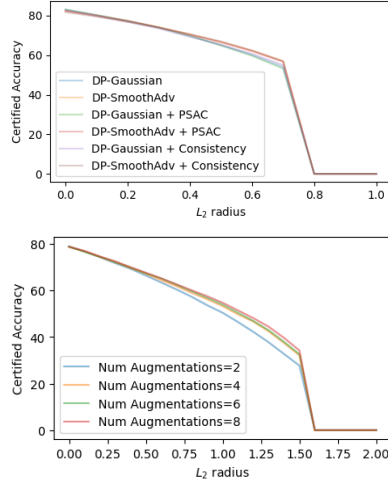 Certified Accuracy
80
60
40
20
0
DP-Gaussian
DP-SmoothAdv
DP-Gaussian + PSAC
DP-SmoothAdv + PSAC
DP-Gaussian + Consistency
DP-SmoothAdv + Consistency
0.0 0.2 0.4 0.6 0.8 1.0
L2 radius
Certified Accuracy
80
60
40
20
0
Num Augmentations=2
Num Augmentations=4
Num Augmentations=6
Num Augmentations=8
0.00 0.25 0.50 0.75 1.00 1.25 1.50 1.75 2.00
L2 radius